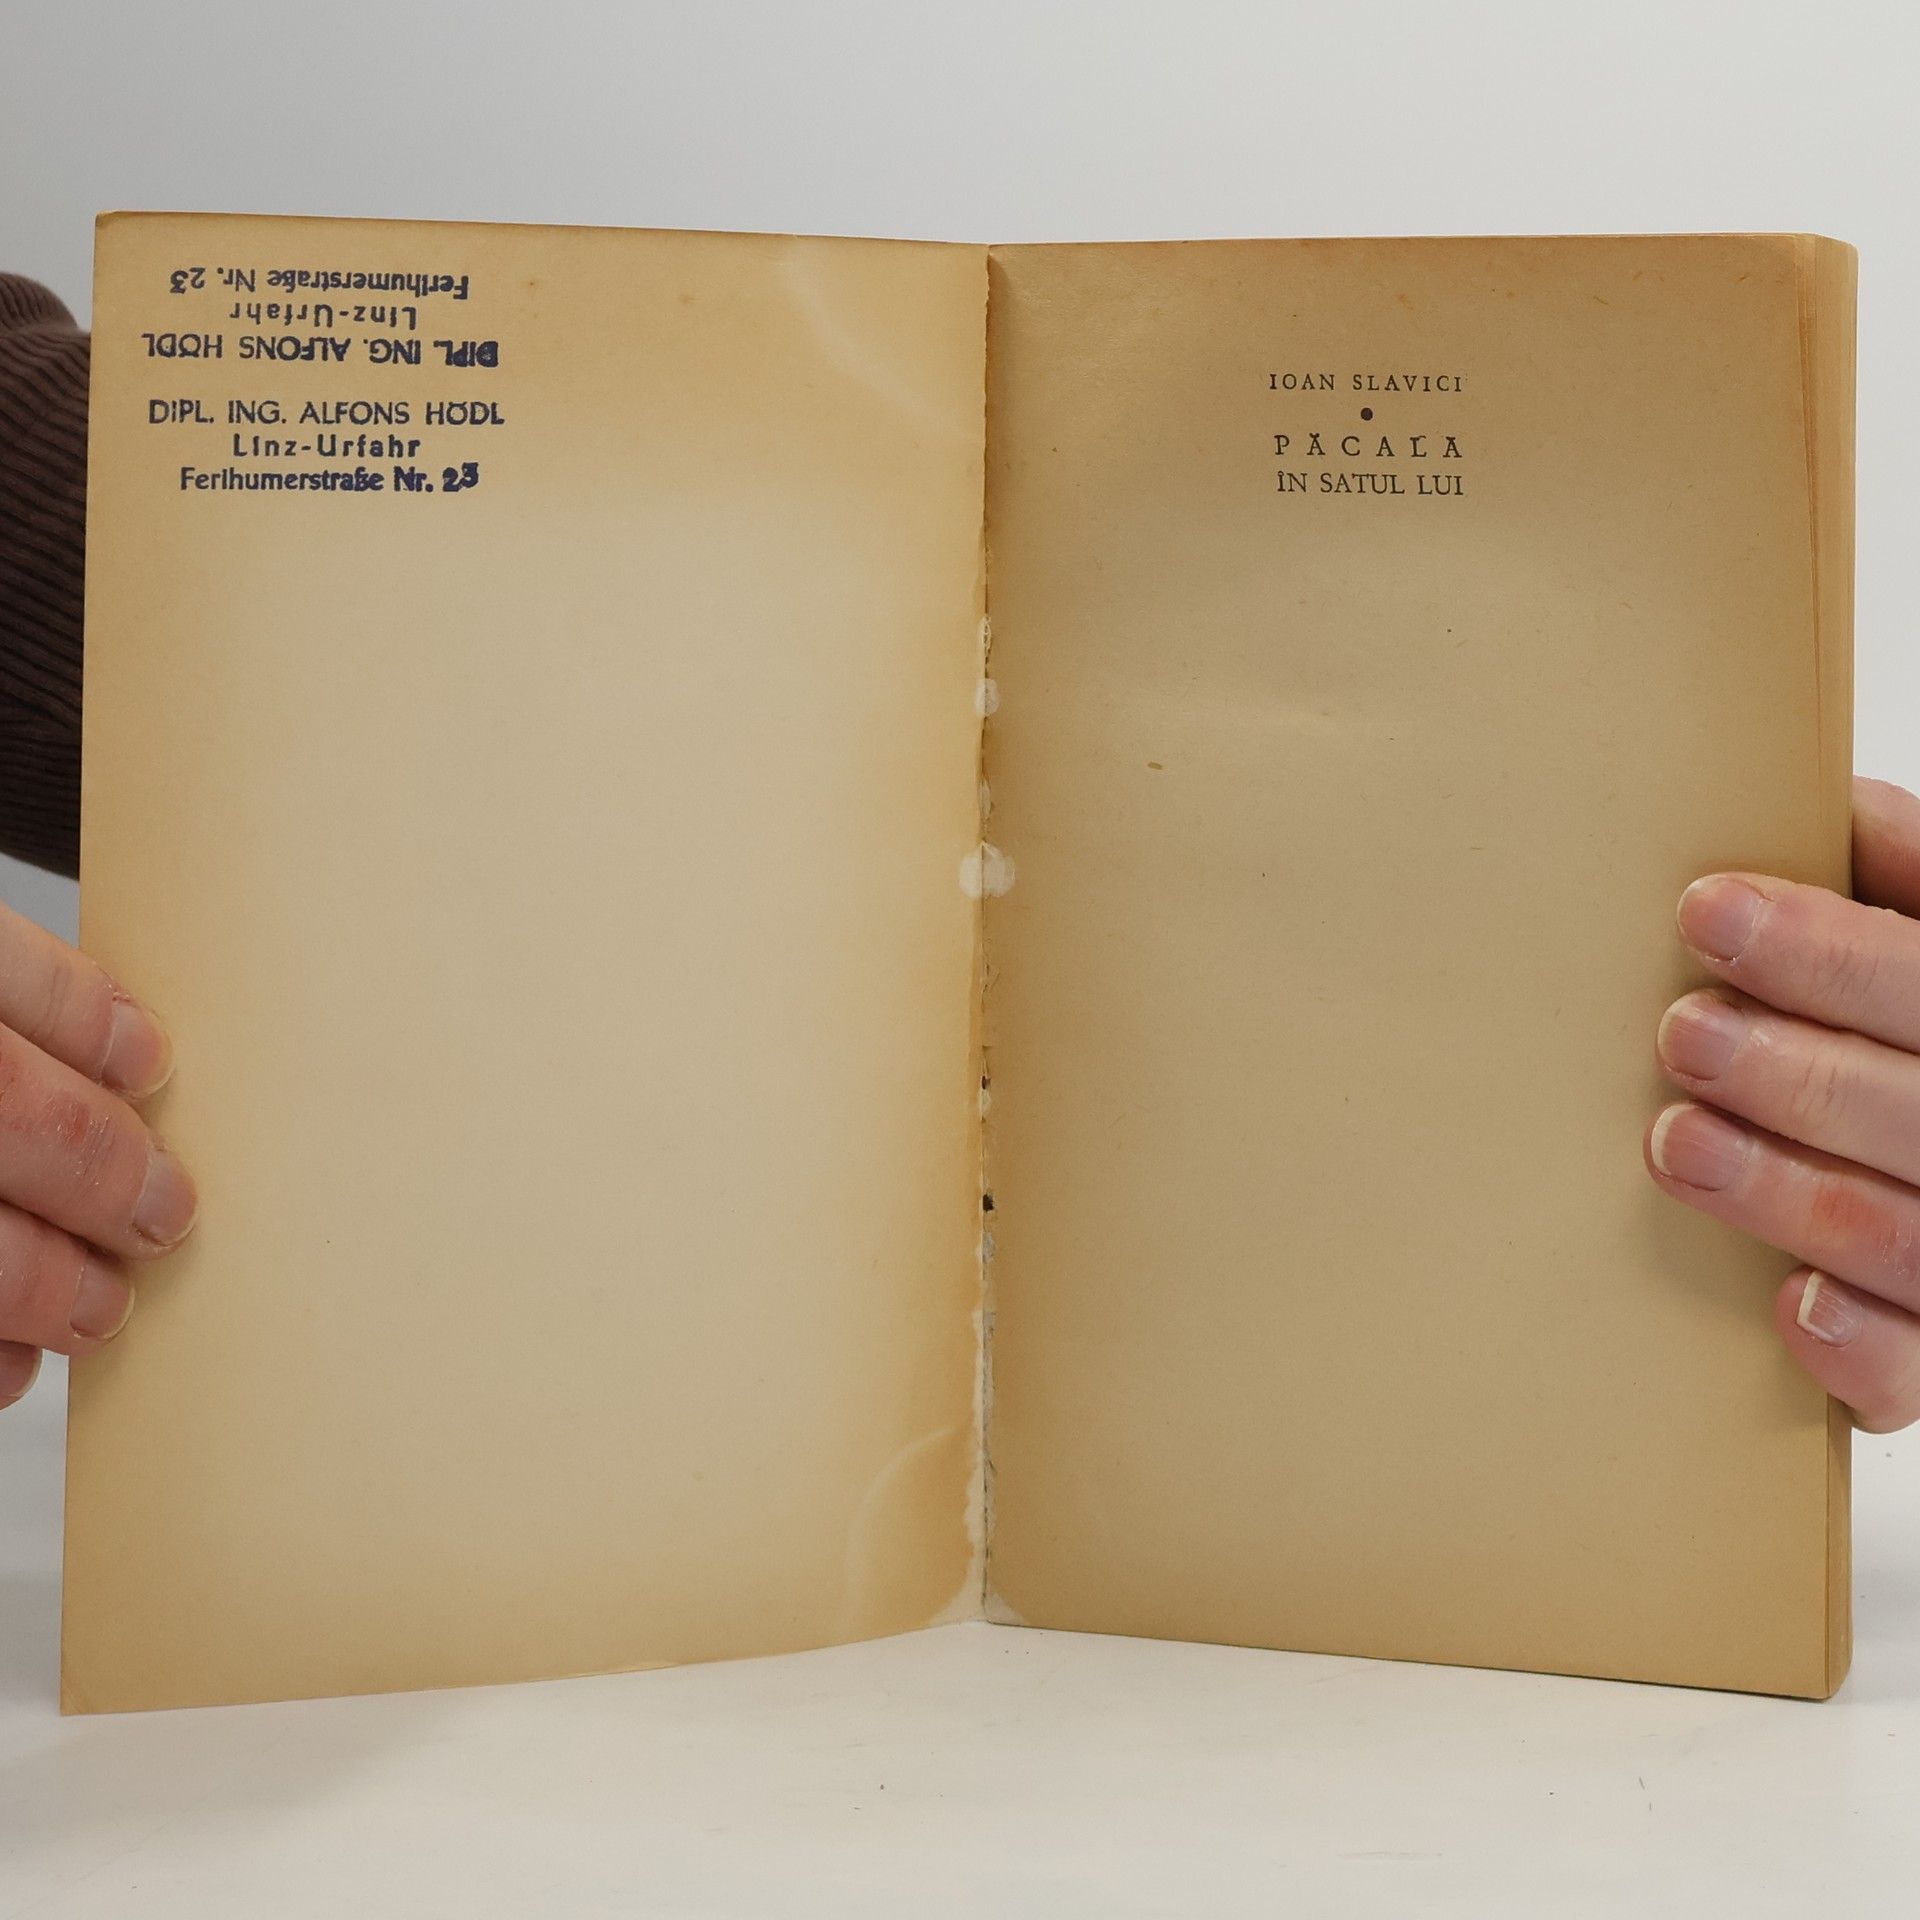 Ferlhumerstraße Nr. 23
Linz-Urfahr
DIPL. ING. ALFONS HÖDL
DIPL. ING. ALFONS HÖDL
Linz-Urfahr
Ferlhumerstraße Nr. 23
IOAN SLAVICI
PĂCALA
ÎN SATUL LUI